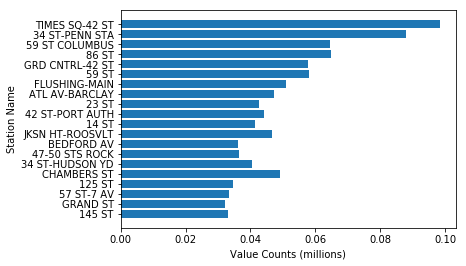 TIMES SQ-42 ST
34 ST-PENN STA
59 ST COLUMBUS
86 ST
GRD CNTRL-42 ST
59 ST
FLUSHING-MAIN
ATL AV-BARCLAY
23 ST
42 ST-PORT AUTH
14 ST
JKSN HT-ROOSVLT
BEDFORD AV
47-50 STS ROCK
34 ST-HUDSON YD
CHAMBERS ST
125 ST
57 ST-7 AV
GRAND ST
145 ST
Station Name
0.00 0.02 0.04 0.06 0.08 0.10
Value Counts (millions)